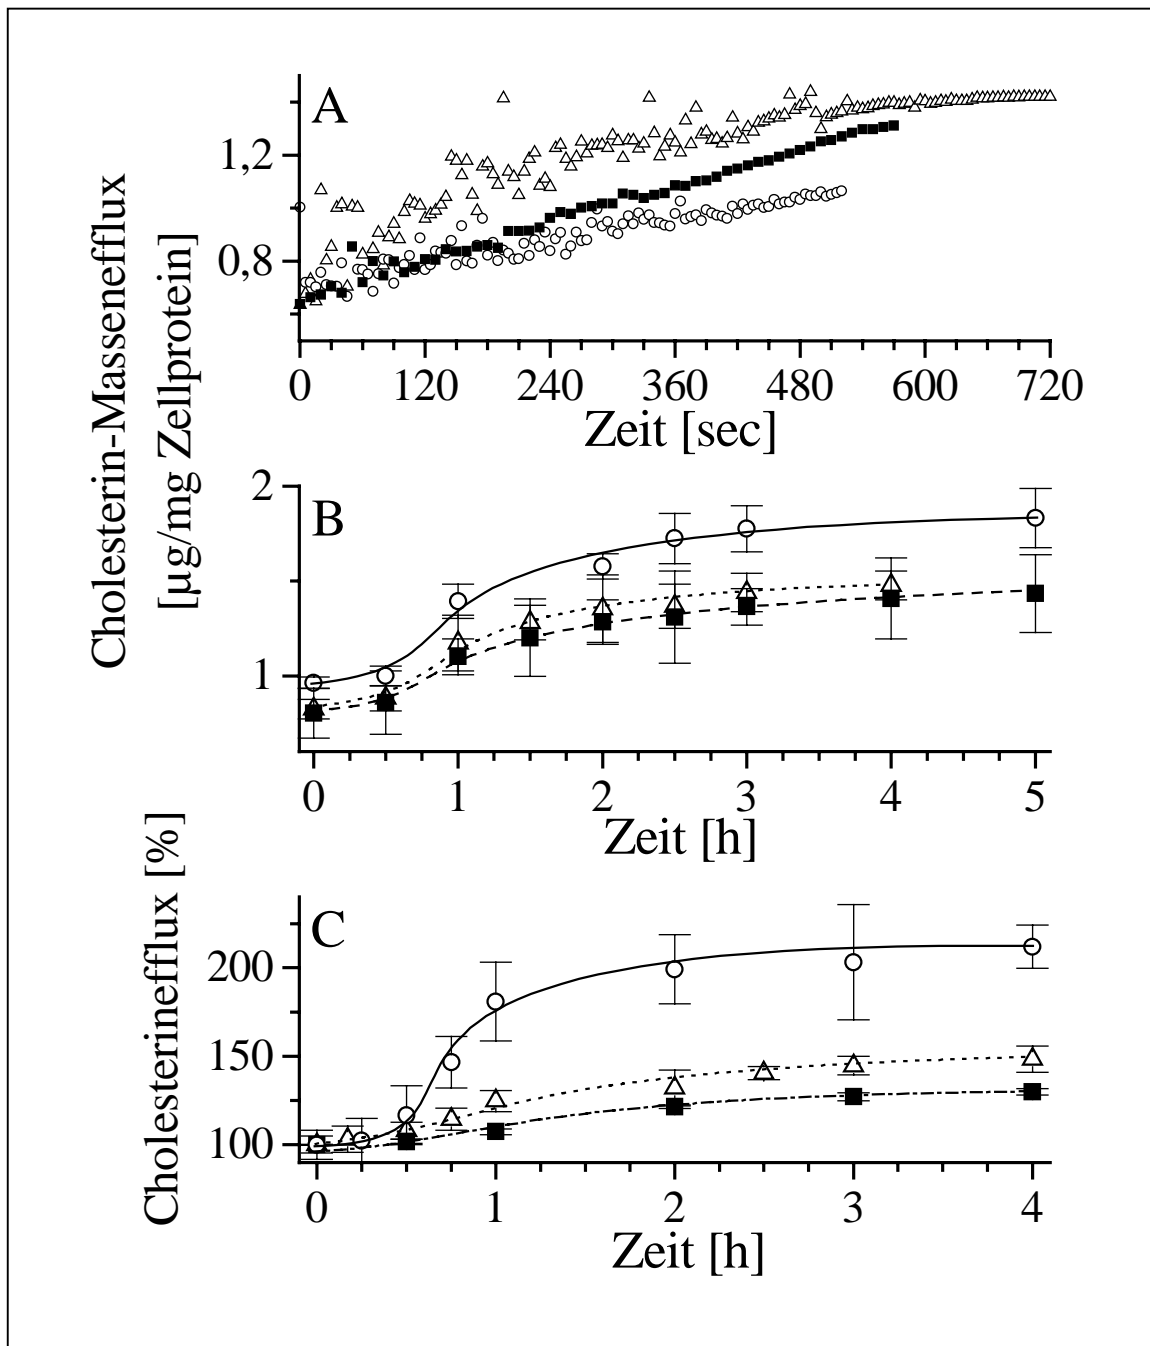 Cholesterin-Massenefflux
[µg/mg Zellprotein]
A
1,2
0,8
0 120 240 360 480 600 720
Zeit [sec]
B
2
1
0 1 2 3 4 5
Zeit [h]
Cholesterinefflux [%]
C
200
150
100
0 1 2 3 4
Zeit [h]